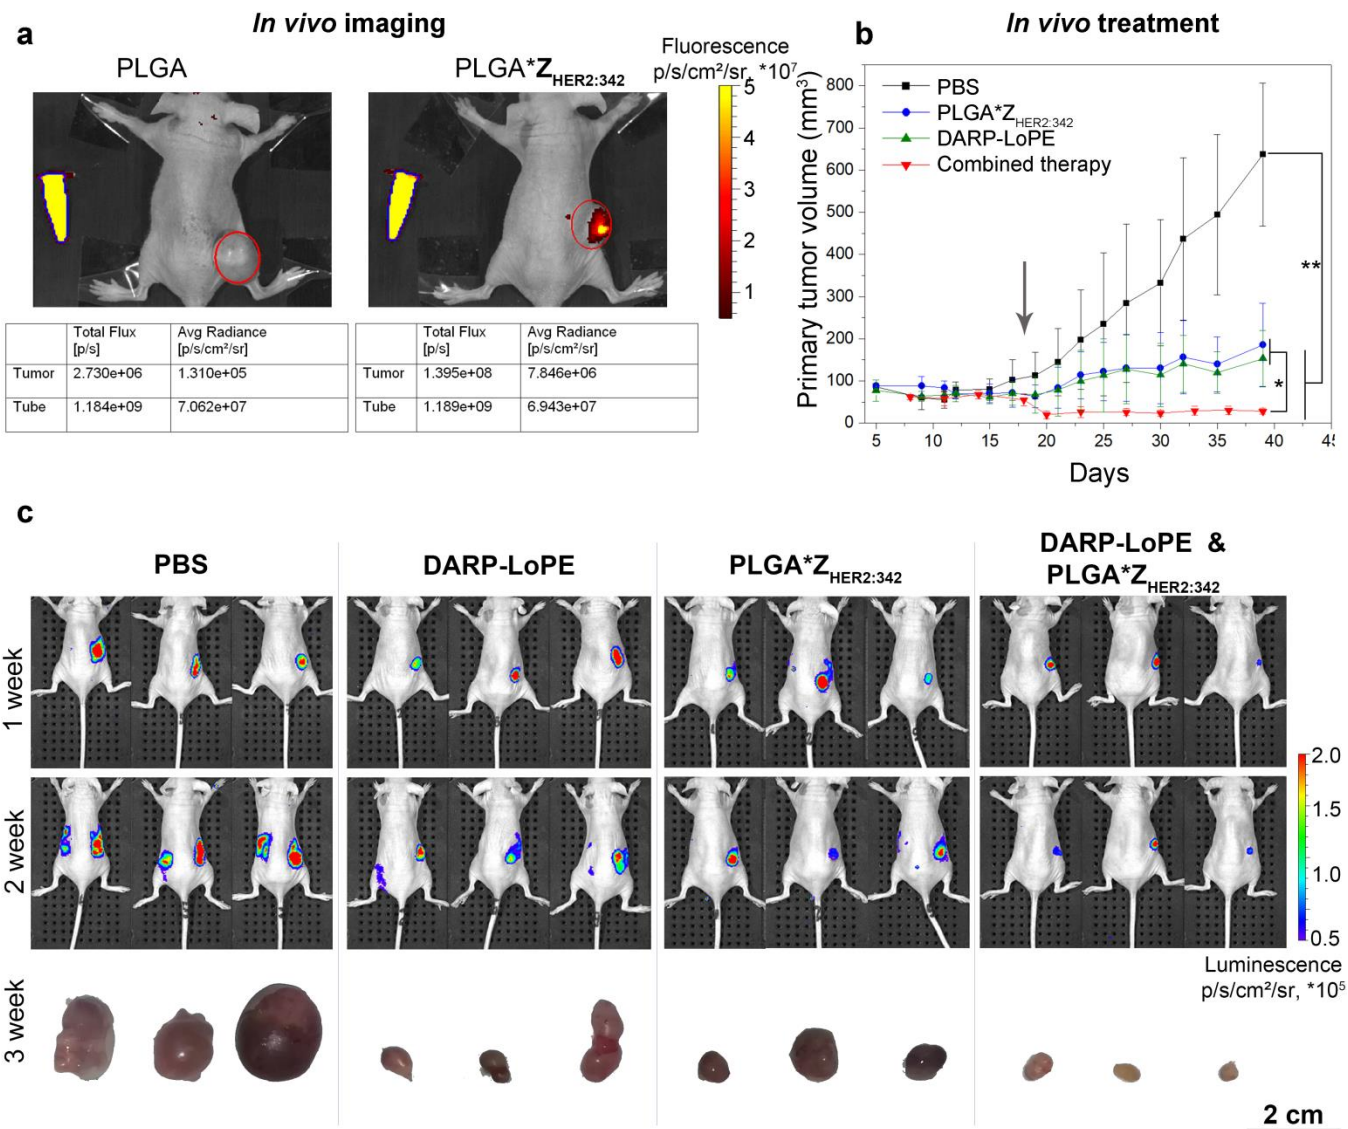 a
In vivo imaging
PLGA
PLGA*ZHER2:342
Fluorescence
p/s/cm²/sr, *10⁷
5
4
3
2
1
Total Flux [p/s]
Avg Radiance [p/s/cm²/sr]
Tumor 2.730e+06 1.310e+05
Tube 1.184e+09 7.062e+07
Total Flux [p/s]
Avg Radiance [p/s/cm²/sr]
Tumor 1.395e+08 7.846e+06
Tube 1.189e+09 6.943e+07
b
In vivo treatment
Primary tumor volume (mm³)
800
700
600
500
400
300
200
100
0
PBS
PLGA*ZHER2:342
DARP-LoPE
Combined therapy
**
*
5 10 15 20 25 30 35 40 45
Days
c
PBS
DARP-LoPE
PLGA*ZHER2:342
DARP-LoPE &
PLGA*ZHER2:342
1 week
2 week
3 week
2.0
1.5
1.0
0.5
Luminescence
p/s/cm²/sr, *10⁵
2 cm